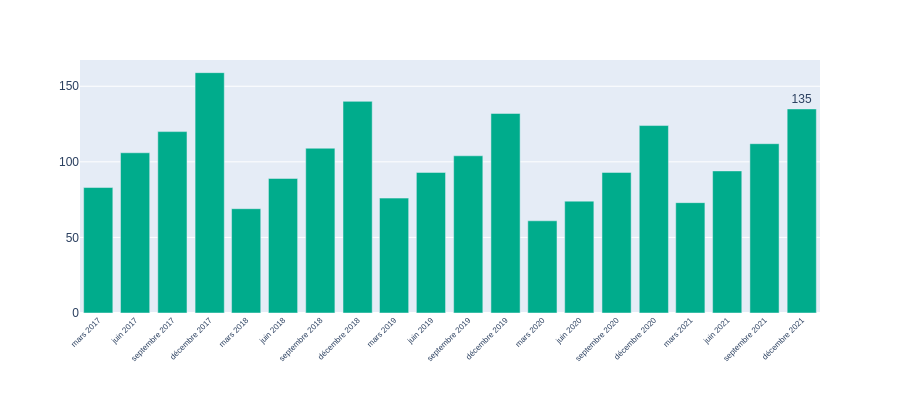 150
100
50
0
135
mars 2017
juin 2017
septembre 2017
décembre 2017
mars 2018
juin 2018
septembre 2018
décembre 2018
mars 2019
juin 2019
septembre 2019
décembre 2019
mars 2020
juin 2020
septembre 2020
décembre 2020
mars 2021
juin 2021
septembre 2021
décembre 2021